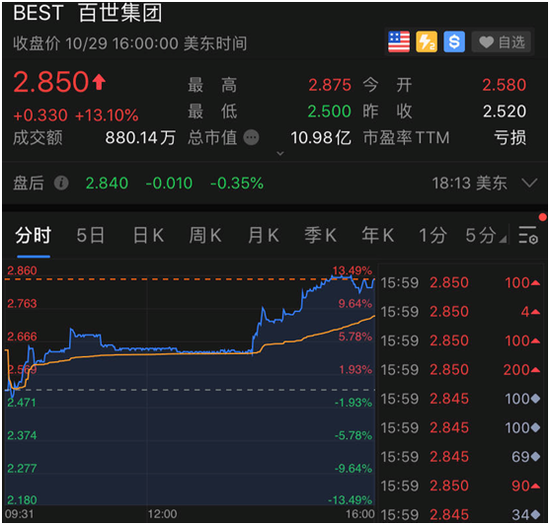 BEST 百世集团
收盘价 10/29 16:00:00 美东时间
自选
2.850
+0.330 +13.10%
最高 2.875 今开 2.580
最低 2.500 昨收 2.520
成交额 880.14万 总市值 10.98亿 市盈率TTM 亏损
盘后 2.840 -0.010 -0.35% 18:13 美东
分时 5日 日K 周K 月K 季K 年K 1分 5分
2.860 13.49%
2.763 9.64%
2.666 5.78%
2.569 1.93%
2.471 -1.93%
2.374 -5.78%
2.277 -9.64%
2.180 -13.49%
09:31 12:00 16:00
15:59 2.850 100
15:59 2.850 4
15:59 2.850 100
15:59 2.850 200
15:59 2.845 100
15:59 2.845 100
15:59 2.845 69
15:59 2.850 90
15:59 2.845 34